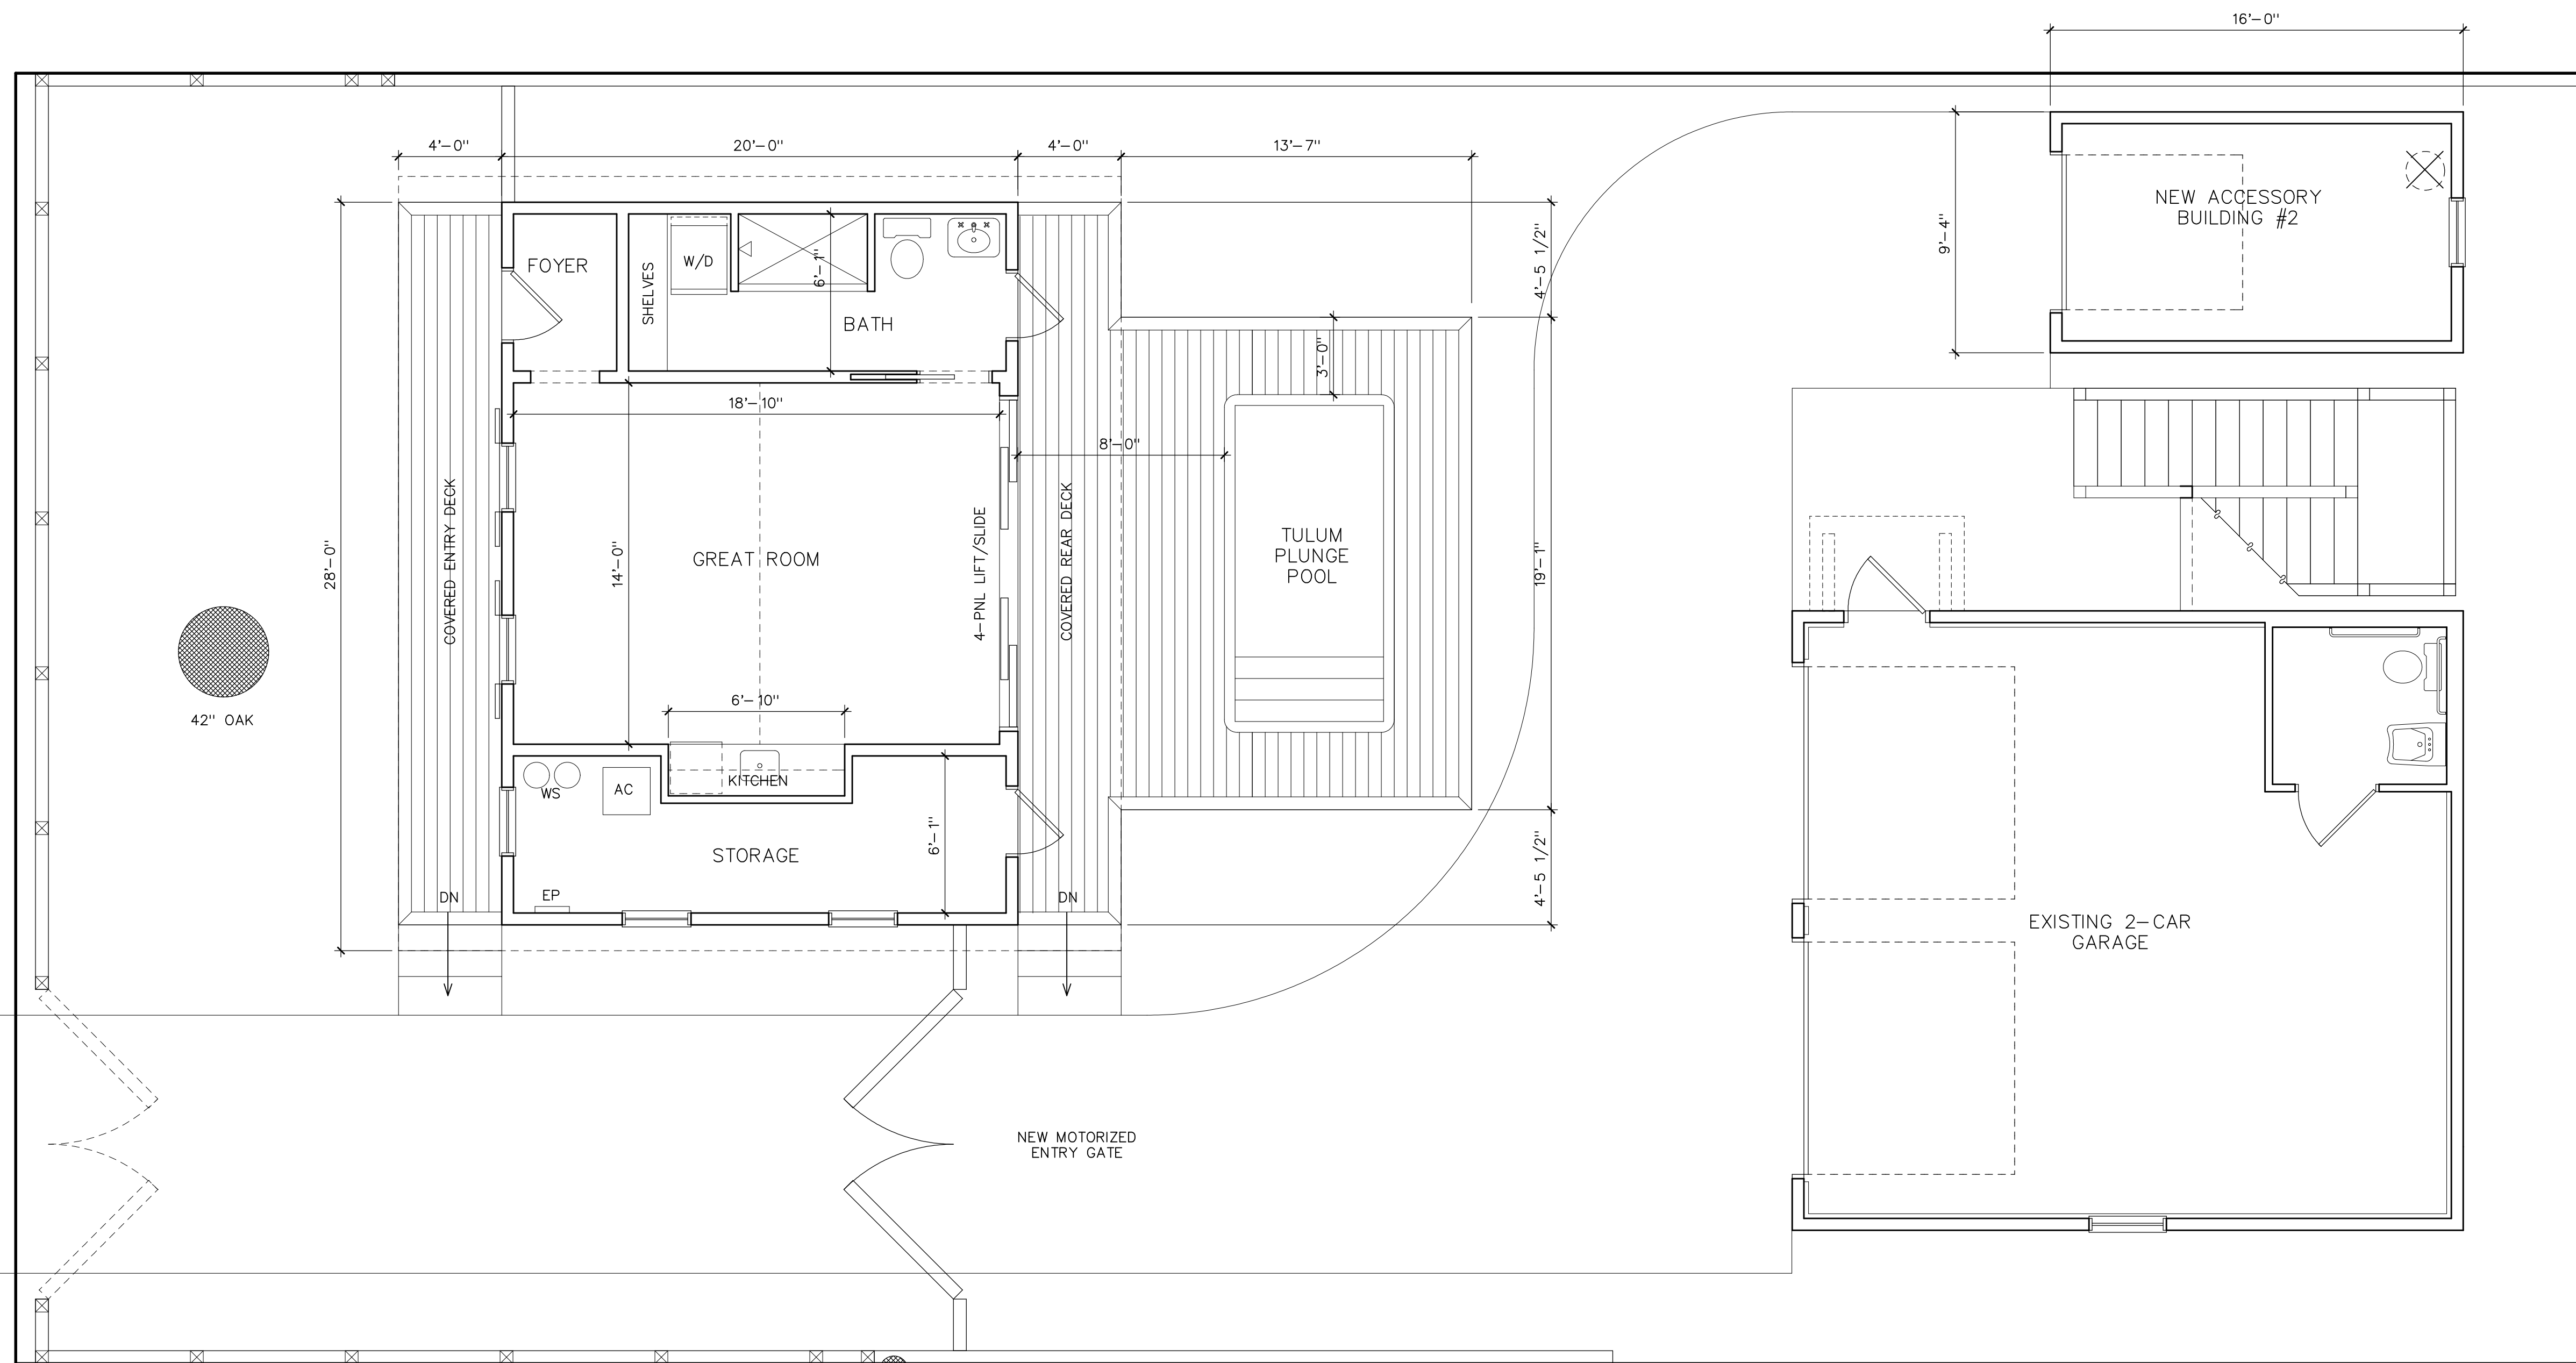 16'-0"
4'-0"
20'-0"
4'-0"
13'-7"
NEW ACCESSORY
BUILDING #2
9'-4"
4'-5 1/2"
FOYER
SHELVES
W/D
6'-1"
BATH
3'-0"
18'-10"
8'-0"
28'-0"
COVERED ENTRY DECK
14'-0"
GREAT ROOM
4-PNL LIFT/SLIDE
COVERED REAR DECK
TULUM
PLUNGE
POOL
19'-1"
42" OAK
6'-10"
KITCHEN
WS
AC
STORAGE
6'-1"
4'-5 1/2"
DN
EP
DN
EXISTING 2-CAR
GARAGE
NEW MOTORIZED
ENTRY GATE